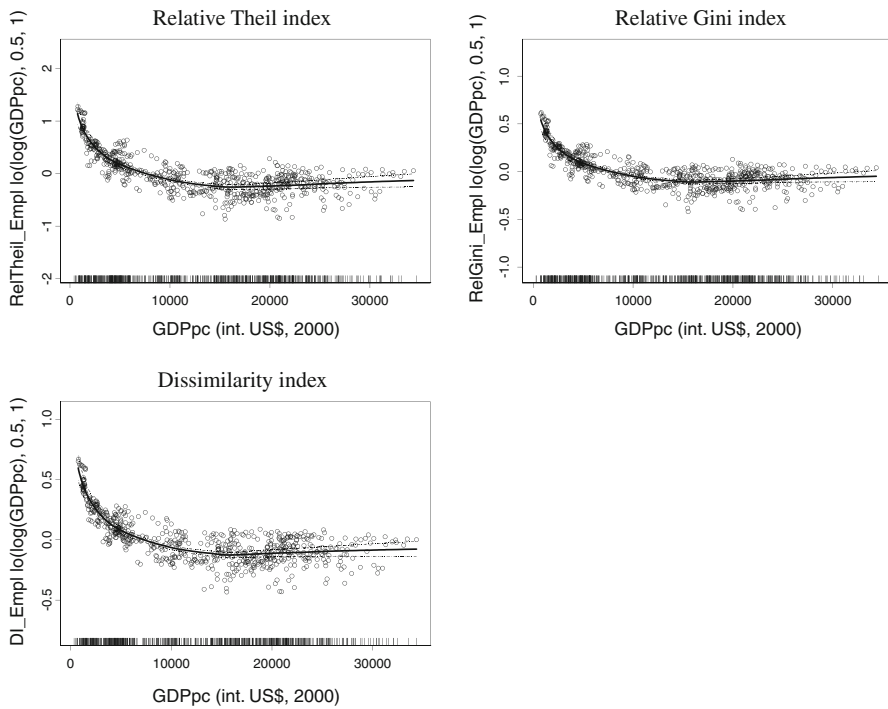 Relative Theil index
RelTheil_Empl lo(log(GDPpc), 0.5, 1)
2
1
0
-1
-2
0 10000 20000 30000
GDPpc (int. US$, 2000)
Relative Gini index
RelGini_Empl lo(log(GDPpc), 0.5, 1)
1.0
0.5
0.0
-0.5
-1.0
0 10000 20000 30000
GDPpc (int. US$, 2000)
Dissimilarity index
DI_Empl lo(log(GDPpc), 0.5, 1)
1.0
0.5
0.0
-0.5
0 10000 20000 30000
GDPpc (int. US$, 2000)